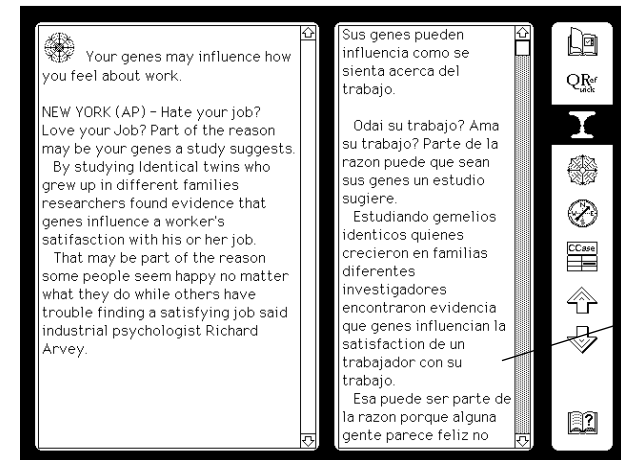 Your genes may influence how
you feel about work.
NEW YORK (AP) - Hate your job?
Love your Job? Part of the reason
may be your genes a study suggests.
By studying Identical twins who
grew up in different families
researchers found evidence that
genes influence a worker's
satifasction with his or her job.
That may be part of the reason
some people seem happy no matter
what they do while others have
trouble finding a satisfying job said
industrial psychologist Richard
Arvey.
Sus genes pueden
influencia como se
sienta acerca del
trabajo.
Odai su trabajo? Ama
su trabajo? Parte de la
razon puede que sean
sus genes un estudio
sugiere.
Estudiando gemelios
identicos quienes
crecieron en familias
diferentes
investigadores
encontraron evidencia
que genes influencian la
satisfaction de un
trabajador con su
trabajo.
Esa puede ser parte de
la razon porque alguna
gente parece feliz no
QRef
uick
CCase